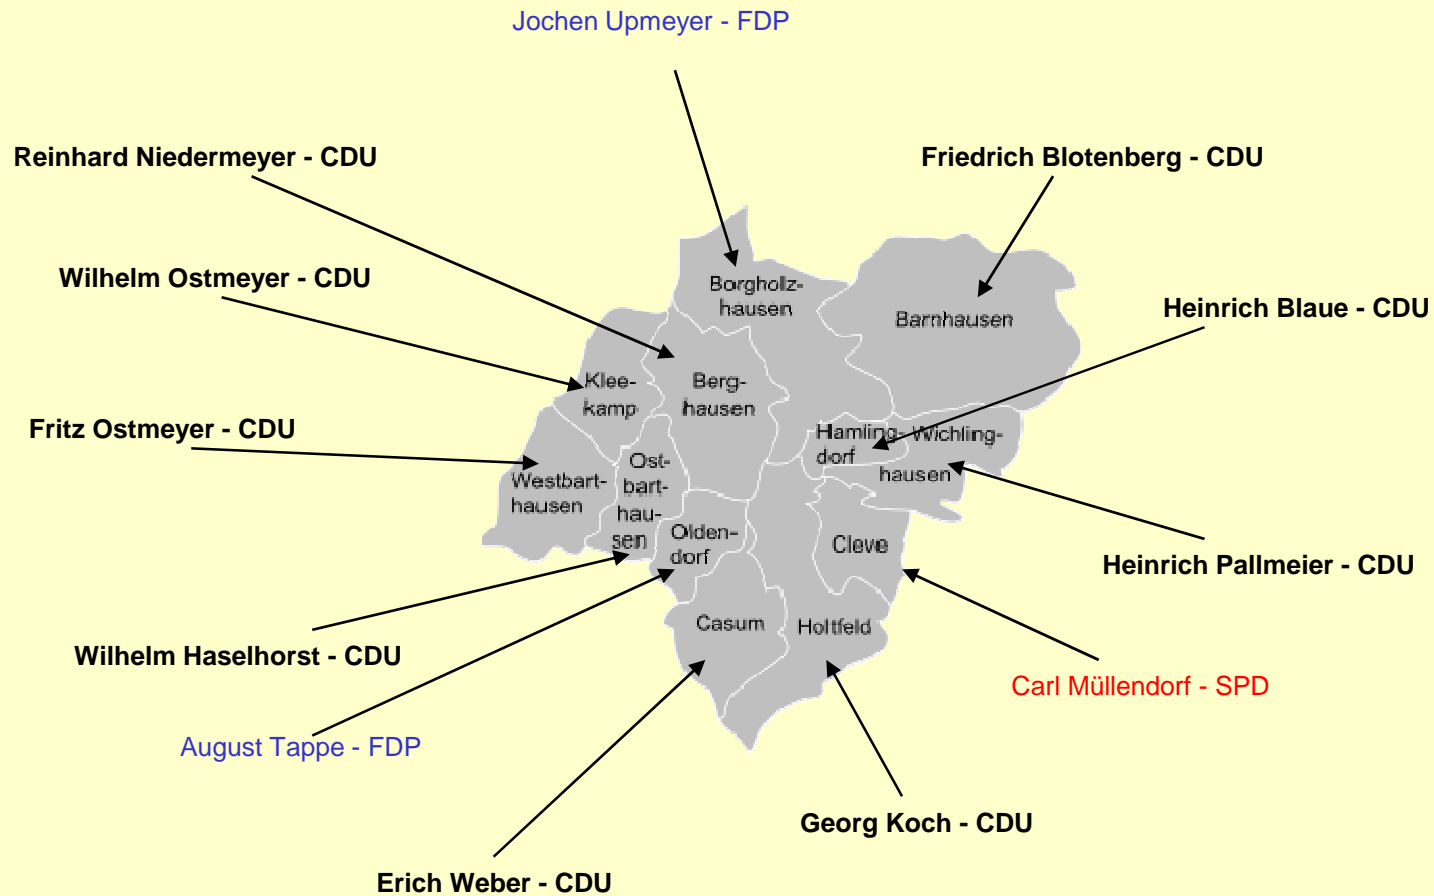 Jochen Upmeyer - FDP
Reinhard Niedermeyer - CDU
Friedrich Blotenberg - CDU
Wilhelm Ostmeyer - CDU
Heinrich Blaue - CDU
Fritz Ostmeyer - CDU
Borgholz-
hausen
Barnhausen
Klee-
kamp
Berg-
hausen
Hamling-
dorf
Wichling-
hausen
Westbart-
hausen
Ost-
bart-
hau-
sen
Olden-
dorf
Cleve
Casum
Holtfeld
Heinrich Pallmeier - CDU
Wilhelm Haselhorst - CDU
Carl Müllendorf - SPD
August Tappe - FDP
Georg Koch - CDU
Erich Weber - CDU